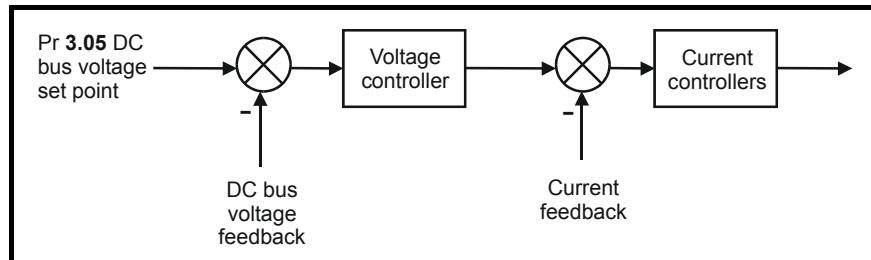 Pr 3.05 DC
bus voltage
set point
Voltage
controller
Current
controllers
-
-
DC bus
voltage
feedback
Current
feedback